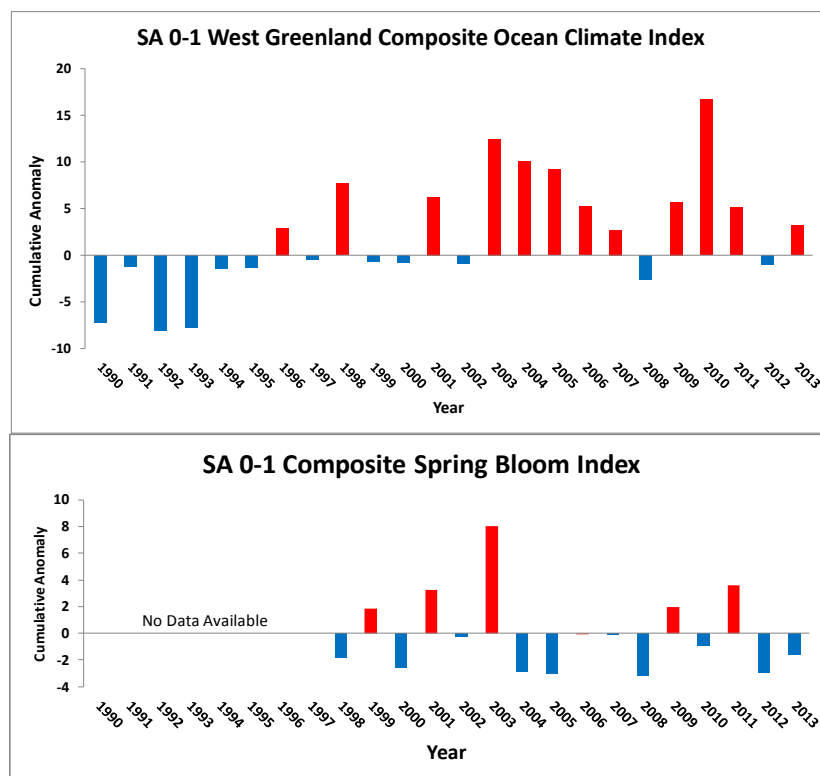 SA 0-1 West Greenland Composite Ocean Climate Index
20
15
10
5
0
-5
-10
Cumulative Anomaly
1990 1991 1992 1993 1994 1995 1996 1997 1998 1999 2000 2001 2002 2003 2004 2005 2006 2007 2008 2009 2010 2011 2012 2013
Year
SA 0-1 Composite Spring Bloom Index
10
8
6
4
2
0
-2
-4
Cumulative Anomaly
No Data Available
1990 1991 1992 1993 1994 1995 1996 1997 1998 1999 2000 2001 2002 2003 2004 2005 2006 2007 2008 2009 2010 2011 2012 2013
Year